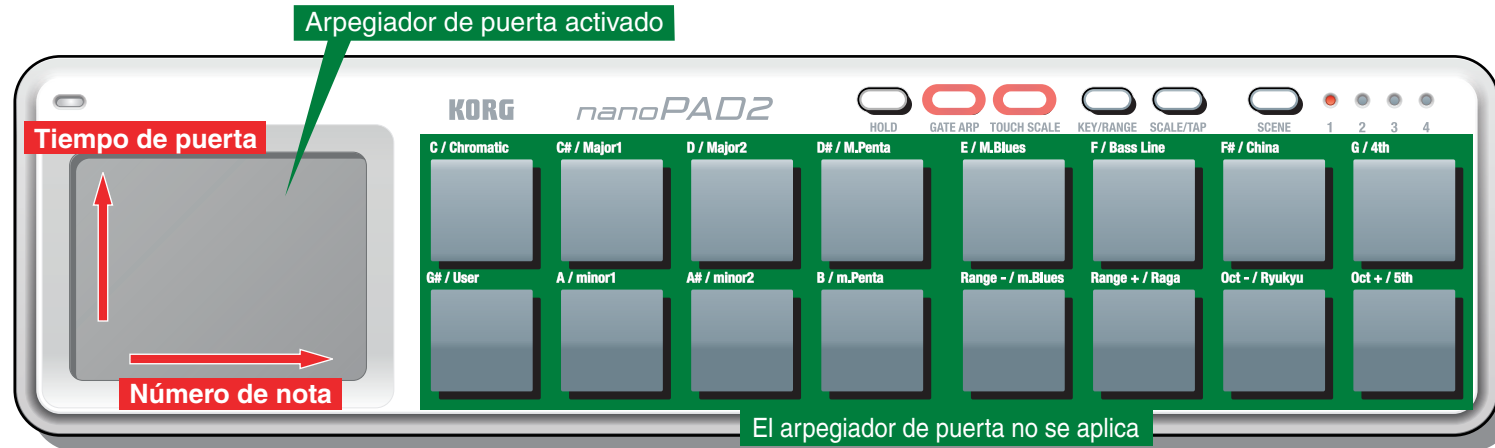 Arpegiador de puerta activado
KORG nanoPAD2
HOLD GATE ARP TOUCH SCALE KEY/RANGE SCALE/TAP SCENE 1 2 3 4
Tiempo de puerta
C / Chromatic C# / Major1 D / Major2 D# / M.Penta E / M.Blues F / Bass Line F# / China G / 4th
G# / User A / minor1 A# / minor2 B / m.Penta Range - / m.Blues Range + / Raga Oct - / Ryukyu Oct + / 5th
Número de nota
El arpegiador de puerta no se aplica